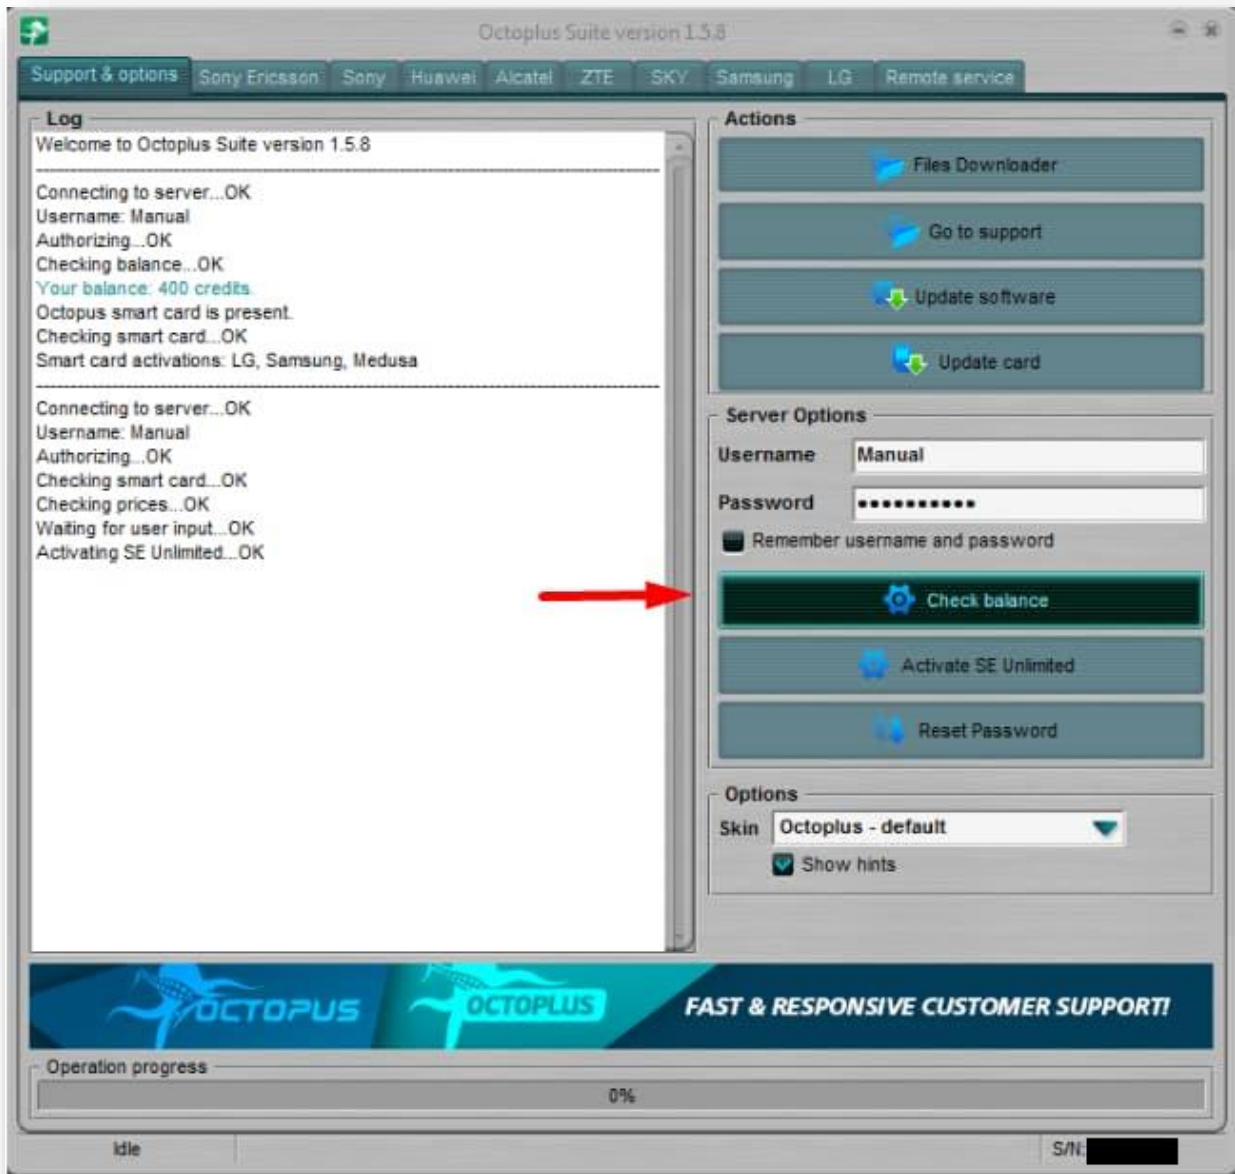 Octoplus Suite version 1.5.8
Support & options Sony Ericsson Sony Huawei Alcatel ZTE SKY Samsung LG Remote service
Log
Welcome to Octoplus Suite version 1.5.8
Connecting to server...OK
Username: Manual
Authorizing...OK
Checking balance...OK
Your balance: 400 credits.
Octopus smart card is present.
Checking smart card...OK
Smart card activations: LG, Samsung, Medusa
Connecting to server...OK
Username: Manual
Authorizing...OK
Checking smart card...OK
Checking prices...OK
Waiting for user input...OK
Activating SE Unlimited...OK
Actions
Files Downloader
Go to support
Update software
Update card
Server Options
Username Manual
Password ••••••••••
Remember username and password
Check balance
Activate SE Unlimited
Reset Password
Options
Skin Octoplus - default
Show hints
OCTOPUS OCTOPLUS FAST & RESPONSIVE CUSTOMER SUPPORT!
Operation progress
0%
Idle S/N: